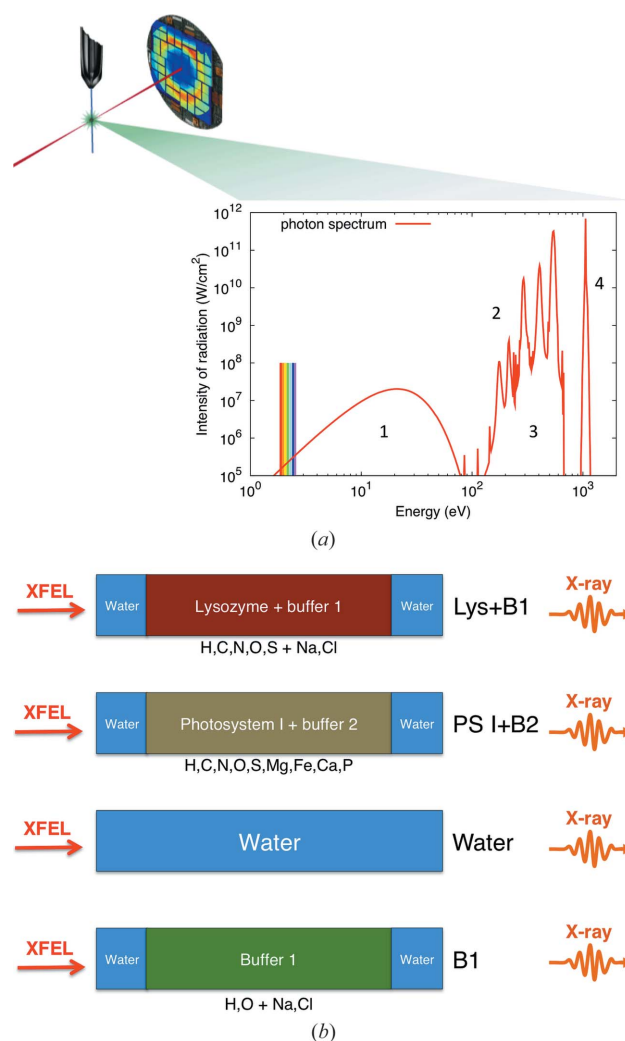 10^12
photon spectrum
10^11
4
10^10
2
10^9
10^8
10^7
1
3
10^6
10^5
10^0
10^1
10^2
10^3
Intensity of radiation (W/cm^2)
Energy (eV)
(a)
XFEL
Water
Lysozyme + buffer 1
Water
Lys+B1
X-ray
H,C,N,O,S + Na,Cl
XFEL
Water
Photosystem I + buffer 2
Water
PS I+B2
X-ray
H,C,N,O,S,Mg,Fe,Ca,P
XFEL
Water
Water
X-ray
XFEL
Water
Buffer 1
Water
B1
X-ray
H,O + Na,Cl
(b)